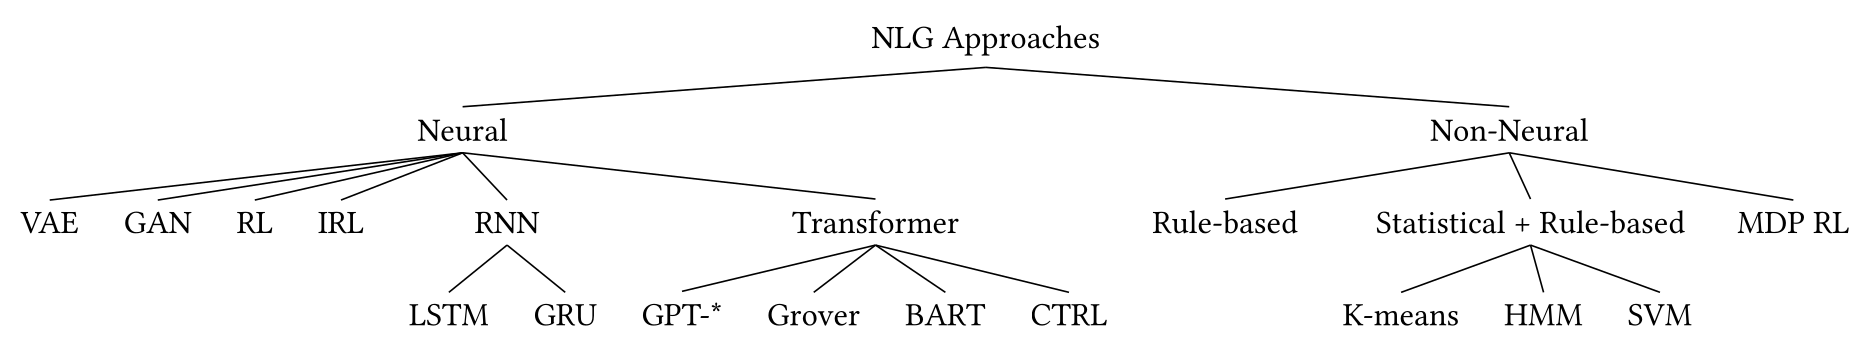 NLG Approaches
Neural Non-Neural
VAE GAN RL IRL RNN Transformer Rule-based Statistical + Rule-based MDP RL
LSTM GRU GPT-* Grover BART CTRL K-means HMM SVM